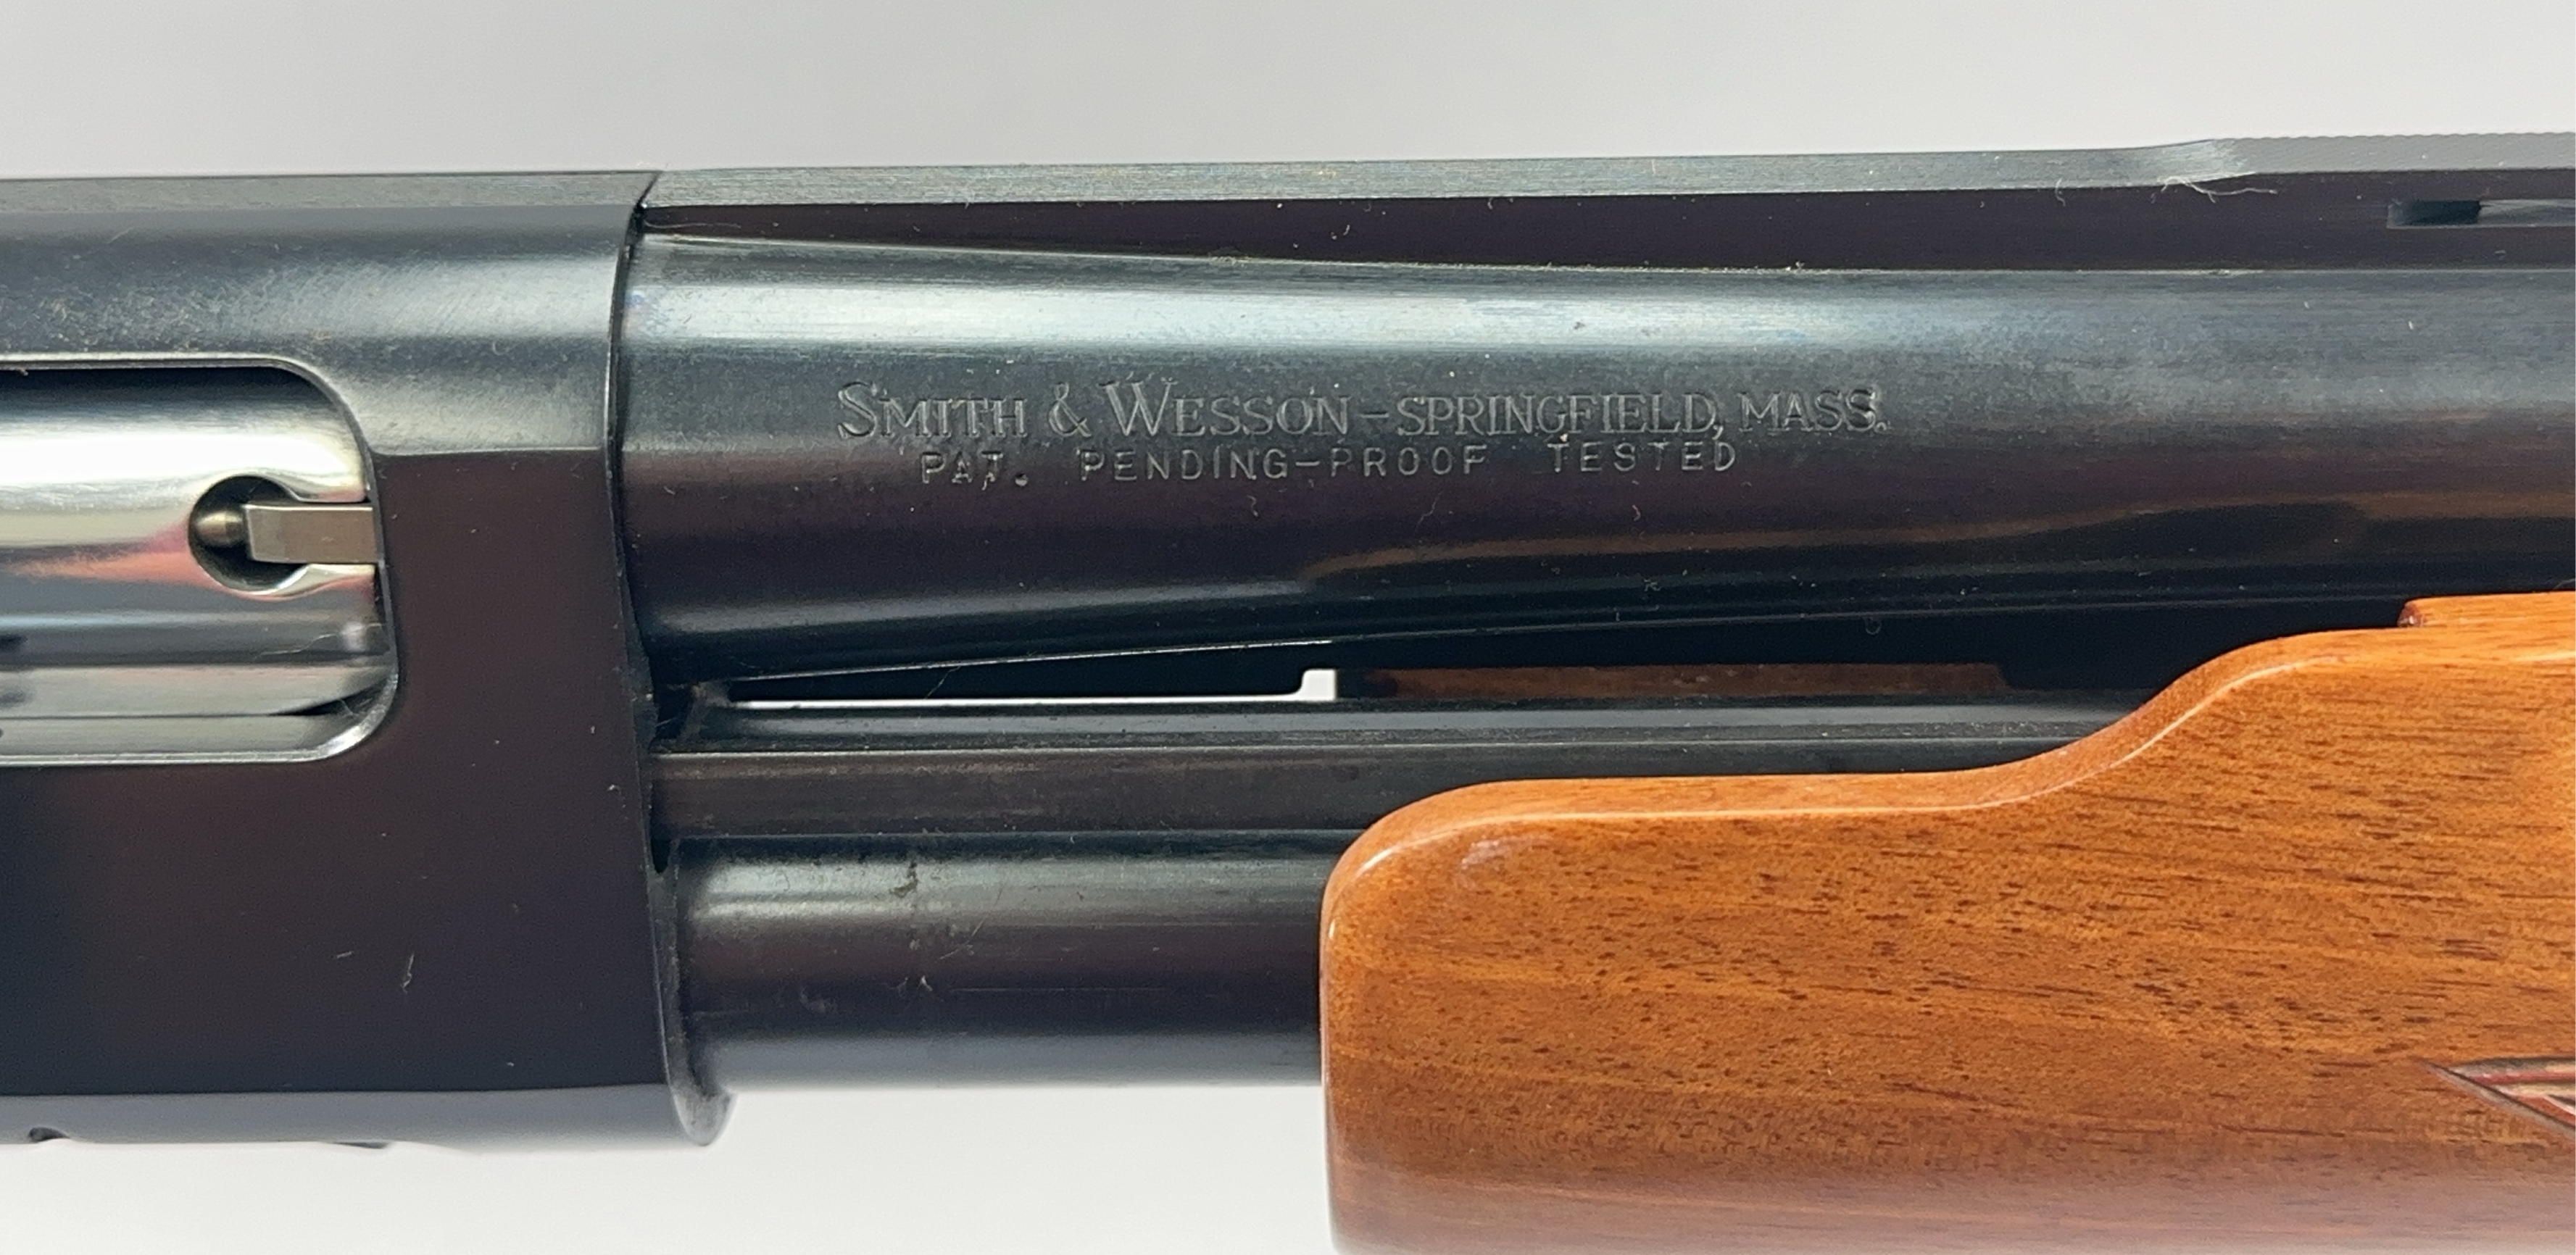 SMITH & WESSON–SPRINGFIELD, MASS.
PAT. PENDING–PROOF TESTED